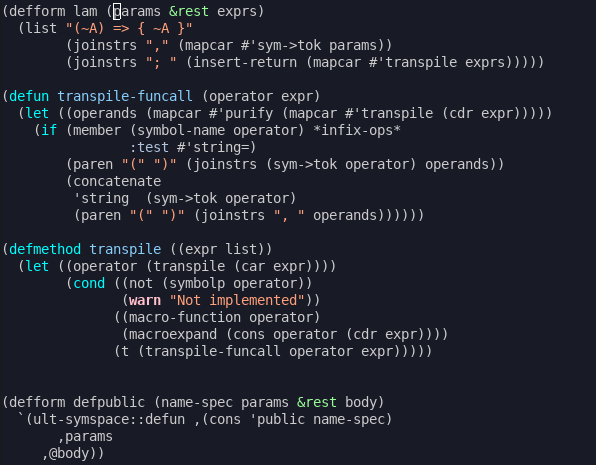 (defform lam (params &rest exprs)
  (list "(~A) => { ~A }"
        (joinstrs "," (mapcar #'sym->tok params))
        (joinstrs "; " (insert-return (mapcar #'transpile exprs)))))

(defun transpile-funcall (operator expr)
  (let ((operands (mapcar #'purify (mapcar #'transpile (cdr expr)))))
    (if (member (symbol-name operator) *infix-ops*
                :test #'string=)
        (paren "(" ")" (joinstrs (sym->tok operator) operands))
        (concatenate
         'string  (sym->tok operator)
         (paren "(" ")" (joinstrs ", " operands))))))

(defmethod transpile ((expr list))
  (let ((operator (transpile (car expr))))
        (cond ((not (symbolp operator))
               (warn "Not implemented"))
              ((macro-function operator)
               (macroexpand (cons operator (cdr expr))))
              (t (transpile-funcall operator expr)))))


(defform defpublic (name-spec params &rest body)
  `(ult-symspace::defun ,(cons 'public name-spec)
       ,params
     ,@body))